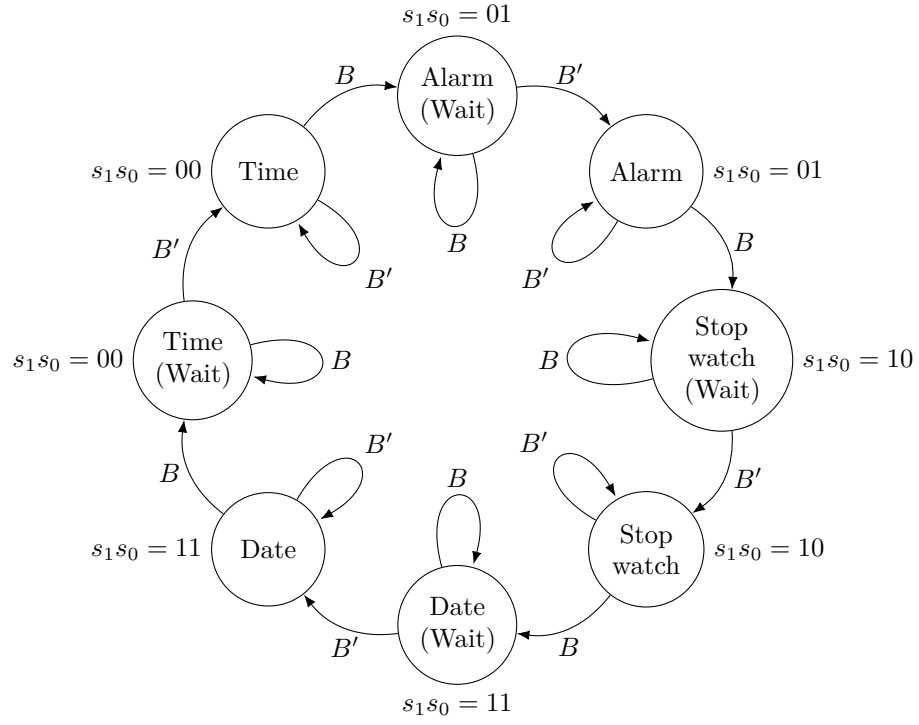 s₁s₀ = 01
B
Alarm
(Wait)
B′
B
s₁s₀ = 00
Time
B′
Alarm
s₁s₀ = 01
B′
B
B′
Time
(Wait)
s₁s₀ = 00
B
B
Stop
watch
(Wait)
s₁s₀ = 10
B′
B
B′
B
B′
s₁s₀ = 11
Date
Stop
watch
s₁s₀ = 10
B′
Date
(Wait)
B
s₁s₀ = 11